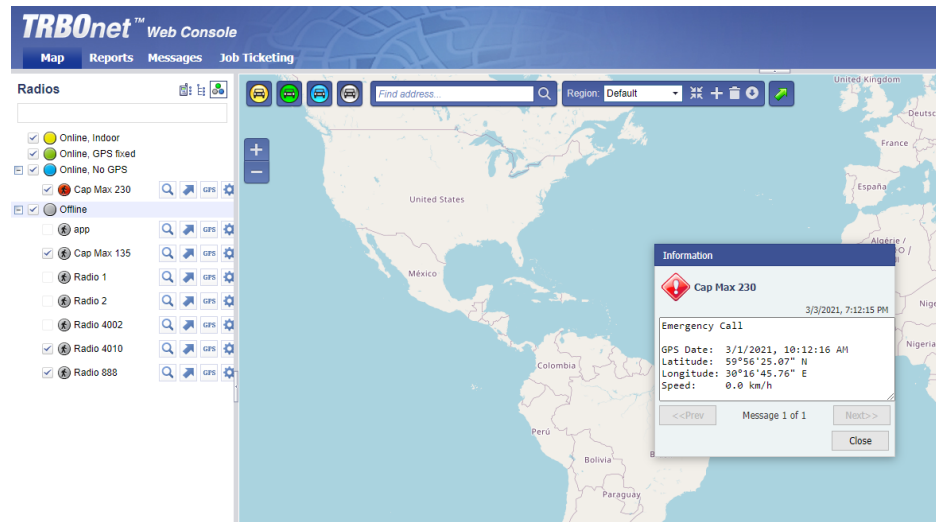 TRBOnet™ Web Console
Map Reports Messages Job Ticketing
Radios
Find address...
Region: Default
Online, Indoor
Online, GPS fixed
Online, No GPS
Cap Max 230 GPS
Offline
app GPS
Cap Max 135 GPS
Radio 1 GPS
Radio 2 GPS
Radio 4002 GPS
Radio 4010 GPS
Radio 888 GPS
United Kingdom
Deutsc
France
España
United States
Algérie /
México
Nige
Nigeria
Colombia
Perú
Bolivia
Paraguay
Information
Cap Max 230
3/3/2021, 7:12:15 PM
Emergency Call
GPS Date: 3/1/2021, 10:12:16 AM
Latitude: 59°56'25.07" N
Longitude: 30°16'45.76" E
Speed: 0.0 km/h
<<Prev Message 1 of 1 Next>>
Close